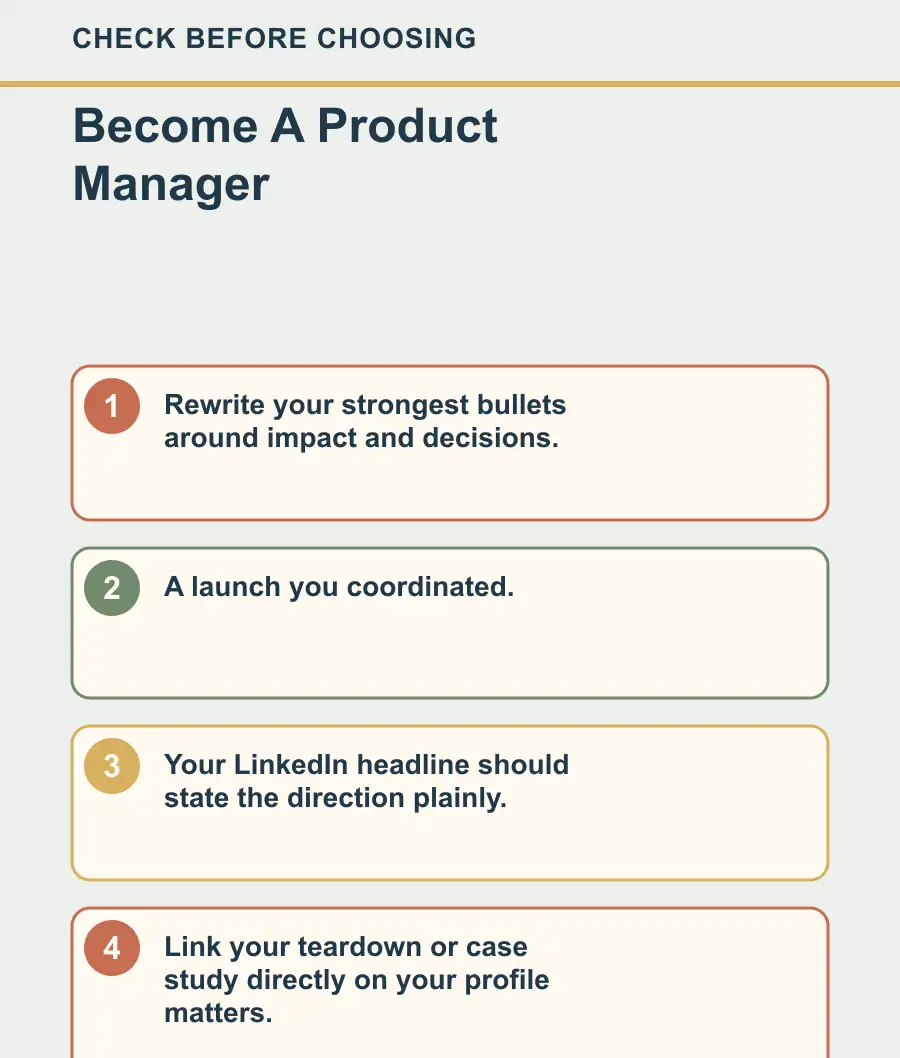 CHECK BEFORE CHOOSING
Become A Product
Manager
1
Rewrite your strongest bullets
around impact and decisions.
2
A launch you coordinated.
3
Your LinkedIn headline should
state the direction plainly.
4
Link your teardown or case
study directly on your profile
matters.